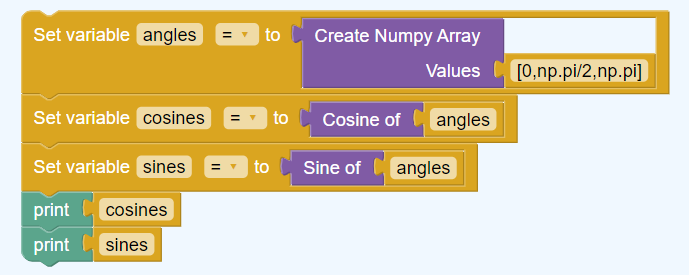 Set variable angles = to Create Numpy Array
Values [0,np.pi/2,np.pi]
Set variable cosines = to Cosine of angles
Set variable sines = to Sine of angles
print cosines
print sines